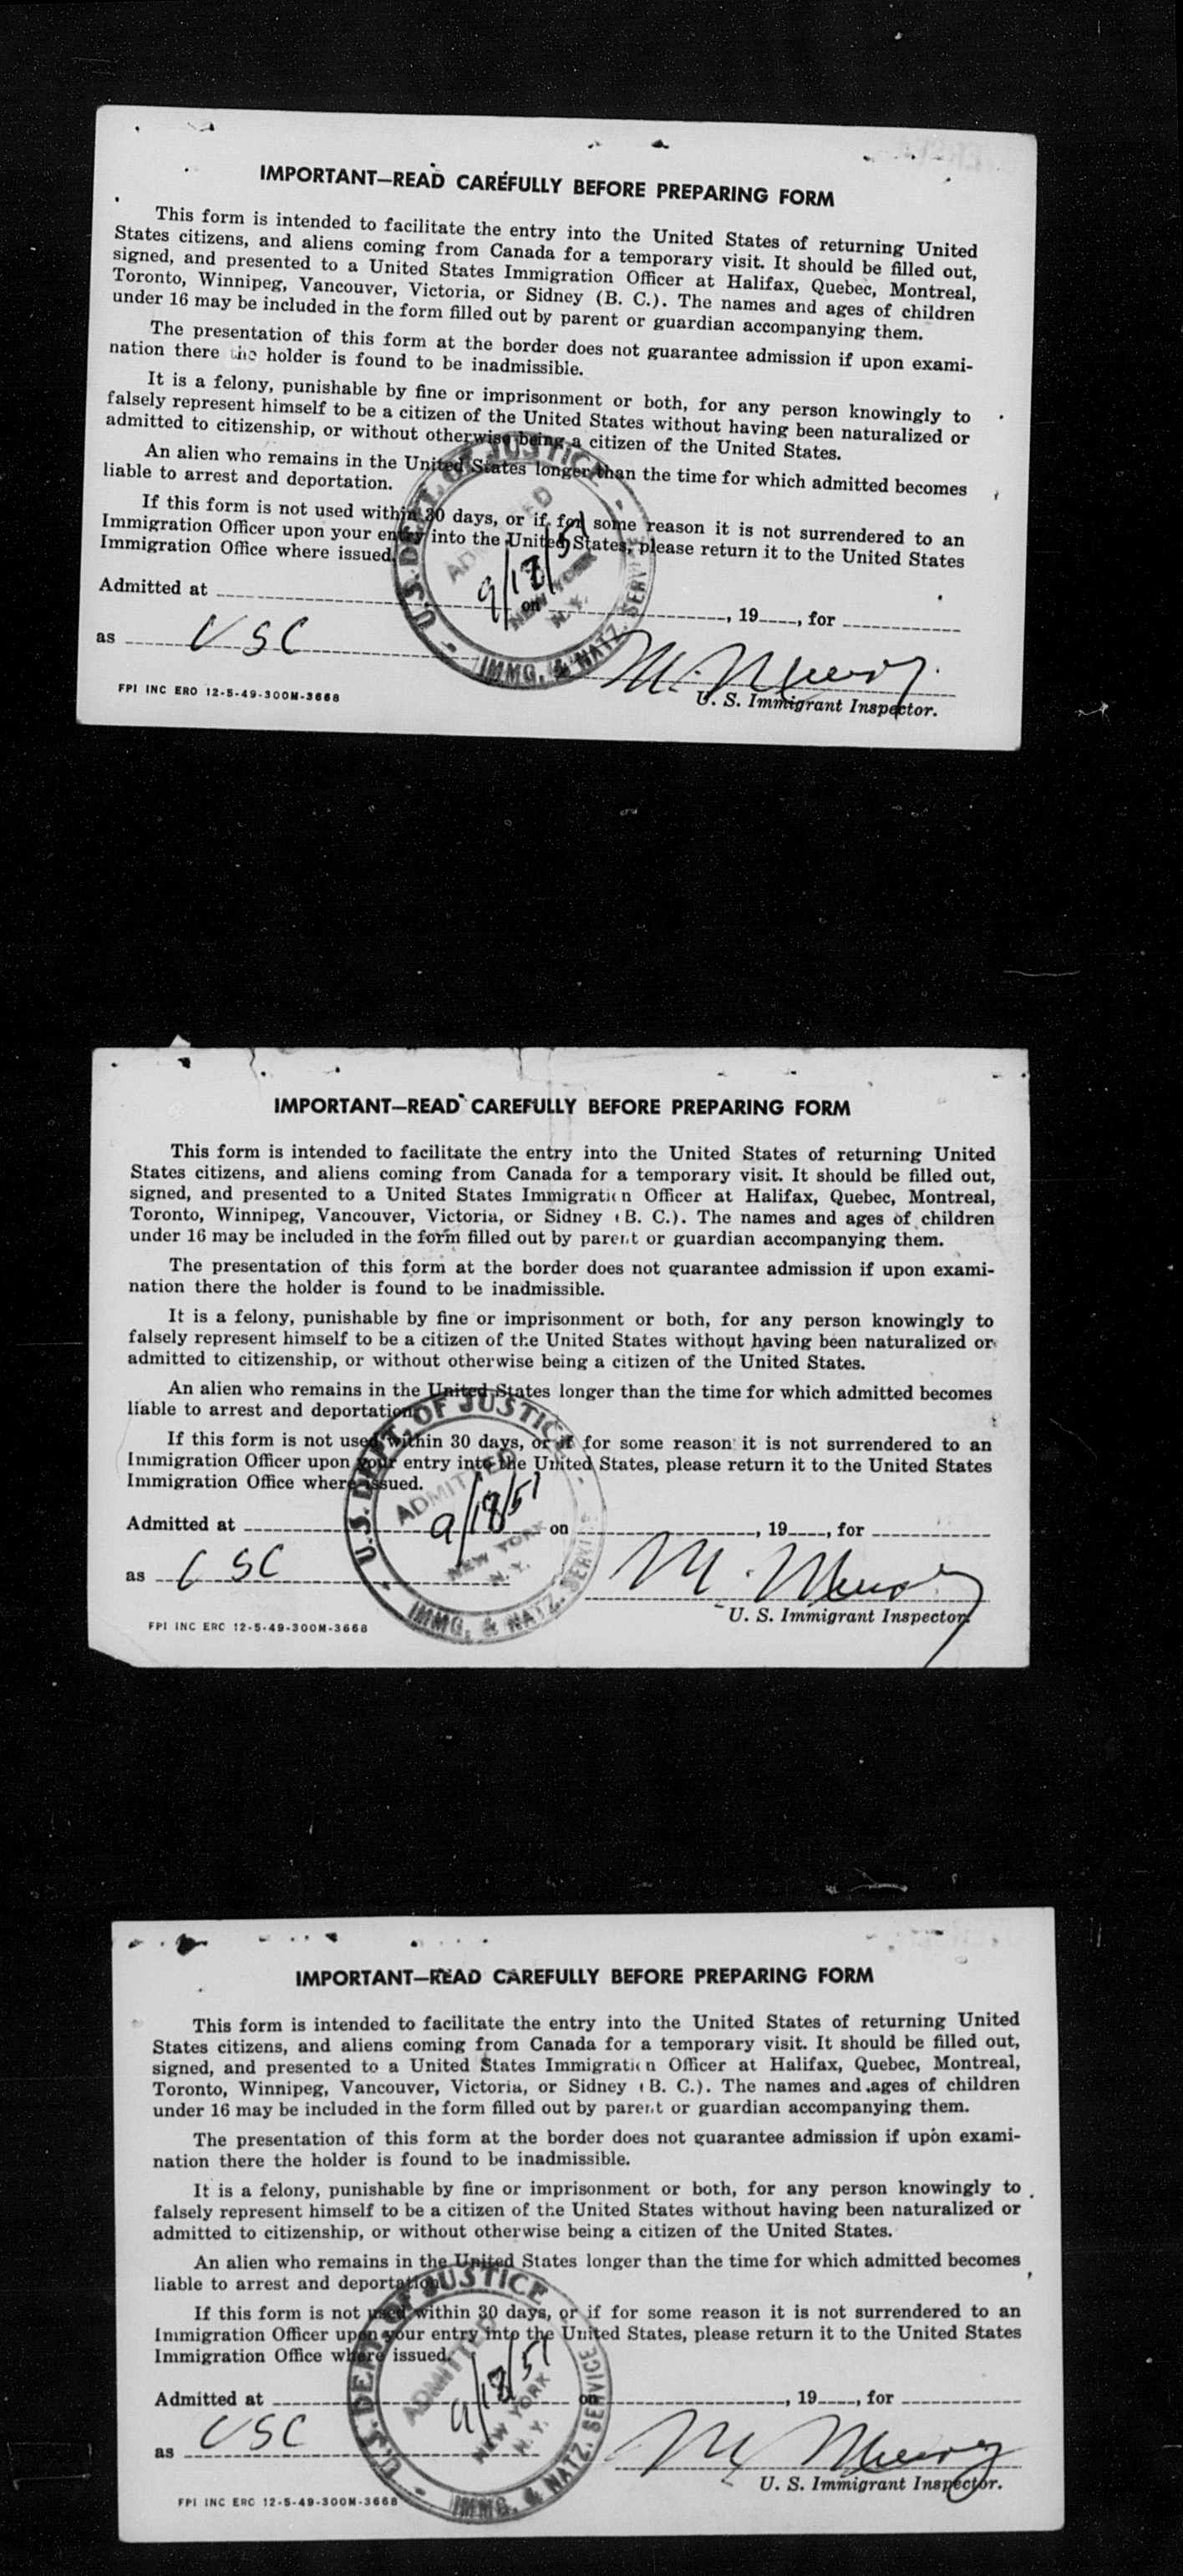 IMPORTANT—READ CAREFULLY BEFORE PREPARING FORM
This form is intended to facilitate the entry into the United States of returning United
States citizens, and aliens coming from Canada for a temporary visit. It should be filled out,
signed, and presented to a United States Immigration Officer at Halifax, Quebec, Montreal,
Toronto, Winnipeg, Vancouver, Victoria, or Sidney (B. C.). The names and ages of children
under 16 may be included in the form filled out by parent or guardian accompanying them.
The presentation of this form at the border does not guarantee admission if upon exami-
nation there the holder is found to be inadmissible.
It is a felony, punishable by fine or imprisonment or both, for any person knowingly to
falsely represent himself to be a citizen of the United States without having been naturalized or
admitted to citizenship, or without otherwise being a citizen of the United States.
An alien who remains in the United States longer than the time for which admitted becomes
liable to arrest and deportation.
If this form is not used within 30 days, or if for some reason it is not surrendered to an
Immigration Officer upon your entry into the United States, please return it to the United States
Immigration Office where issued.
U.S. DEPT. OF JUSTICE
ADMITTED
9/18/51
NEW YORK
N. Y.
IMMG. & NATZ. SERVICE
Admitted at on , 19 , for
as USC
U. S. Immigrant Inspector.
FPI INC ERO 12-5-49-300M-3668
IMPORTANT—READ CAREFULLY BEFORE PREPARING FORM
This form is intended to facilitate the entry into the United States of returning United
States citizens, and aliens coming from Canada for a temporary visit. It should be filled out,
signed, and presented to a United States Immigration Officer at Halifax, Quebec, Montreal,
Toronto, Winnipeg, Vancouver, Victoria, or Sidney (B. C.). The names and ages of children
under 16 may be included in the form filled out by parent or guardian accompanying them.
The presentation of this form at the border does not guarantee admission if upon exami-
nation there the holder is found to be inadmissible.
It is a felony, punishable by fine or imprisonment or both, for any person knowingly to
falsely represent himself to be a citizen of the United States without having been naturalized or
admitted to citizenship, or without otherwise being a citizen of the United States.
An alien who remains in the United States longer than the time for which admitted becomes
liable to arrest and deportation.
If this form is not used within 30 days, or if for some reason it is not surrendered to an
Immigration Officer upon your entry into the United States, please return it to the United States
Immigration Office where issued.
U.S. DEPT. OF JUSTICE
ADMITTED
9/18/51
NEW YORK
N. Y.
IMMG. & NATZ. SERVICE
Admitted at on , 19 , for
as USC
U. S. Immigrant Inspector.
FPI INC ERC 12-5-49-300M-3668
IMPORTANT—READ CAREFULLY BEFORE PREPARING FORM
This form is intended to facilitate the entry into the United States of returning United
States citizens, and aliens coming from Canada for a temporary visit. It should be filled out,
signed, and presented to a United States Immigration Officer at Halifax, Quebec, Montreal,
Toronto, Winnipeg, Vancouver, Victoria, or Sidney (B. C.). The names and ages of children
under 16 may be included in the form filled out by parent or guardian accompanying them.
The presentation of this form at the border does not guarantee admission if upon exami-
nation there the holder is found to be inadmissible.
It is a felony, punishable by fine or imprisonment or both, for any person knowingly to
falsely represent himself to be a citizen of the United States without having been naturalized or
admitted to citizenship, or without otherwise being a citizen of the United States.
An alien who remains in the United States longer than the time for which admitted becomes
liable to arrest and deportation.
If this form is not used within 30 days, or if for some reason it is not surrendered to an
Immigration Officer upon your entry into the United States, please return it to the United States
Immigration Office where issued.
U.S. DEPT. OF JUSTICE
ADMITTED
9/18/51
NEW YORK
N. Y.
IMMG. & NATZ. SERVICE
Admitted at on , 19 , for
as USC
U. S. Immigrant Inspector.
FPI INC ERC 12-5-49-300M-3668